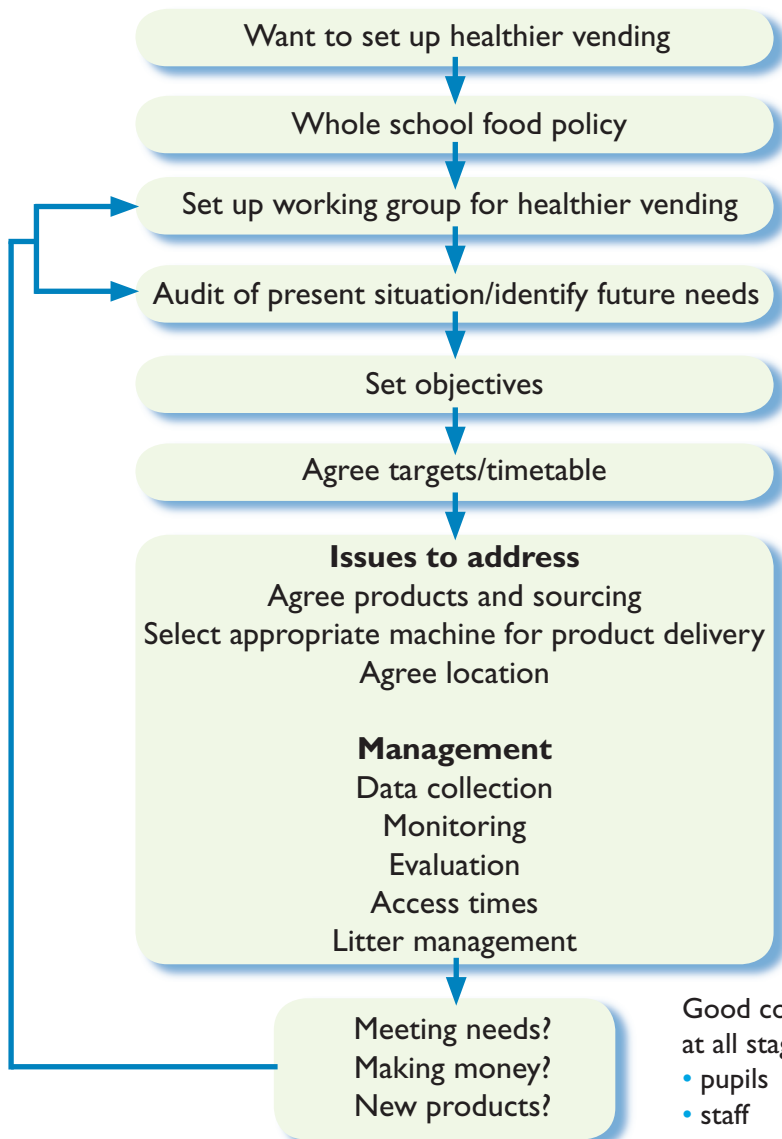 Want to set up healthier vending
Whole school food policy
Set up working group for healthier vending
Audit of present situation/identify future needs
Set objectives
Agree targets/timetable
Issues to address
Agree products and sourcing
Select appropriate machine for product delivery
Agree location
Management
Data collection
Monitoring
Evaluation
Access times
Litter management
Meeting needs?
Making money?
New products?
Good
at all
• pupils
• staff